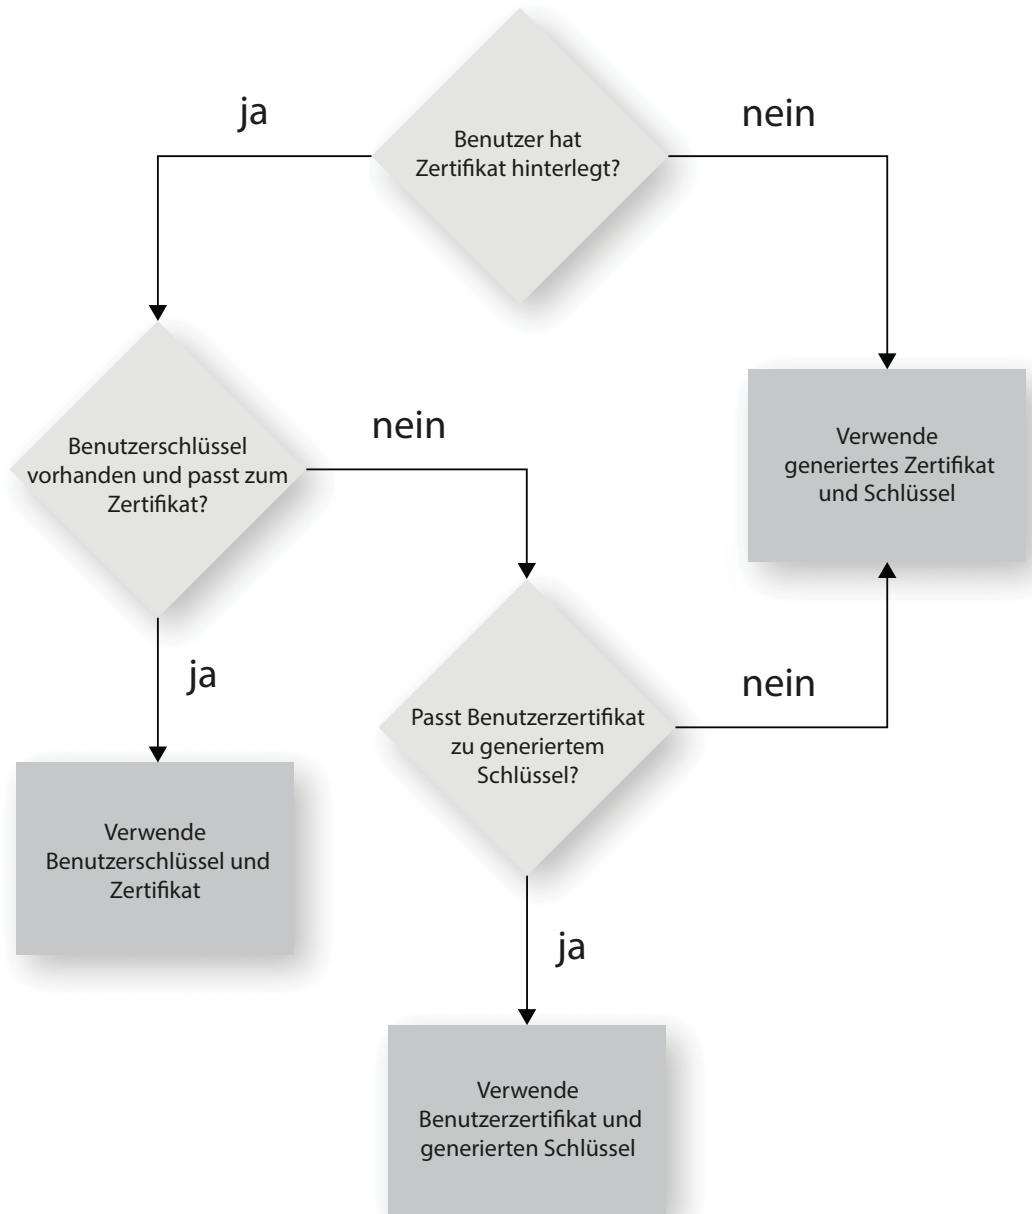 ja
nein
Benutzer hat
Zertifikat hinterlegt?
nein
Benutzerschlüssel
vorhanden und passt zum
Zertifikat?
Verwende
generiertes Zertifikat
und Schlüssel
ja
nein
Passt Benutzerzertifikat
zu generiertem
Schlüssel?
Verwende
Benutzerschlüssel und
Zertifikat
ja
Verwende
Benutzerzertifikat und
generierten Schlüssel